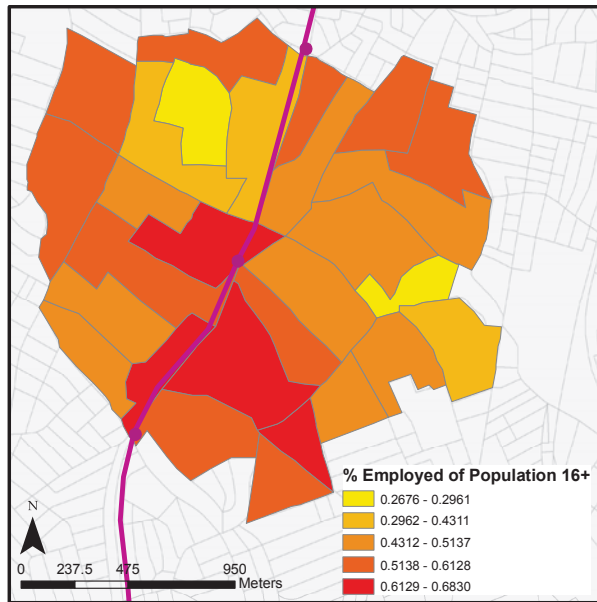 % Employed of Population 16+
0.2676 - 0.2961
0.2962 - 0.4311
0.4312 - 0.5137
0.5138 - 0.6128
0.6129 - 0.6830
N
0 237.5 475 950
Meters